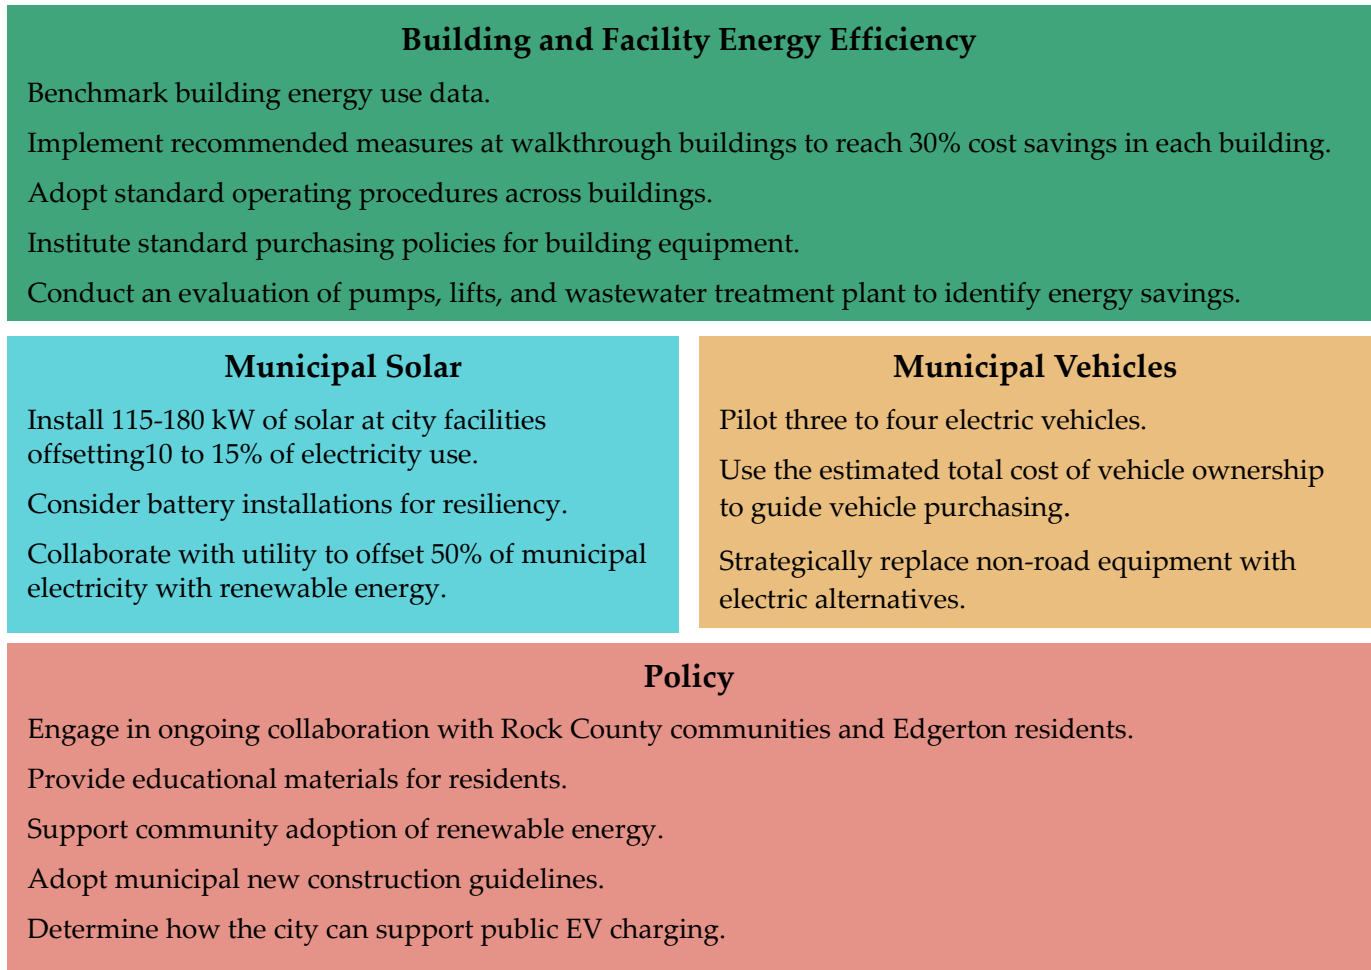 Building and Facility Energy Efficiency
Benchmark building energy use data.
Implement recommended measures at walkthrough buildings to reach 30% cost savings in each building.
Adopt standard operating procedures across buildings.
Institute standard purchasing policies for building equipment.
Conduct an evaluation of pumps, lifts, and wastewater treatment plant to identify energy savings.
Municipal Solar
Install 115-180 kW of solar at city facilities
offsetting10 to 15% of electricity use.
Consider battery installations for resiliency.
Collaborate with utility to offset 50% of municipal
electricity with renewable energy.
Municipal Vehicles
Pilot three to four electric vehicles.
Use the estimated total cost of vehicle ownership
to guide vehicle purchasing.
Strategically replace non-road equipment with
electric alternatives.
Policy
Engage in ongoing collaboration with Rock County communities and Edgerton residents.
Provide educational materials for residents.
Support community adoption of renewable energy.
Adopt municipal new construction guidelines.
Determine how the city can support public EV charging.